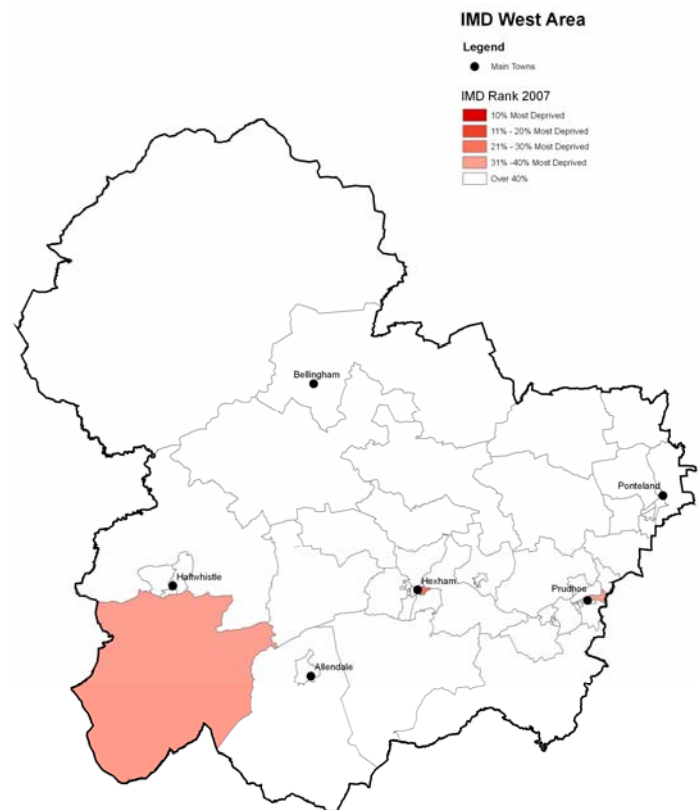 IMD West Area
Legend
Main Towns
IMD Rank 2007
10% Most Deprived
11% - 20% Most Deprived
21% - 30% Most Deprived
31% -40% Most Deprived
Over 40%
Bellingham
Ponteland
Haltwhistle
Hexham
Prudhoe
Allendale